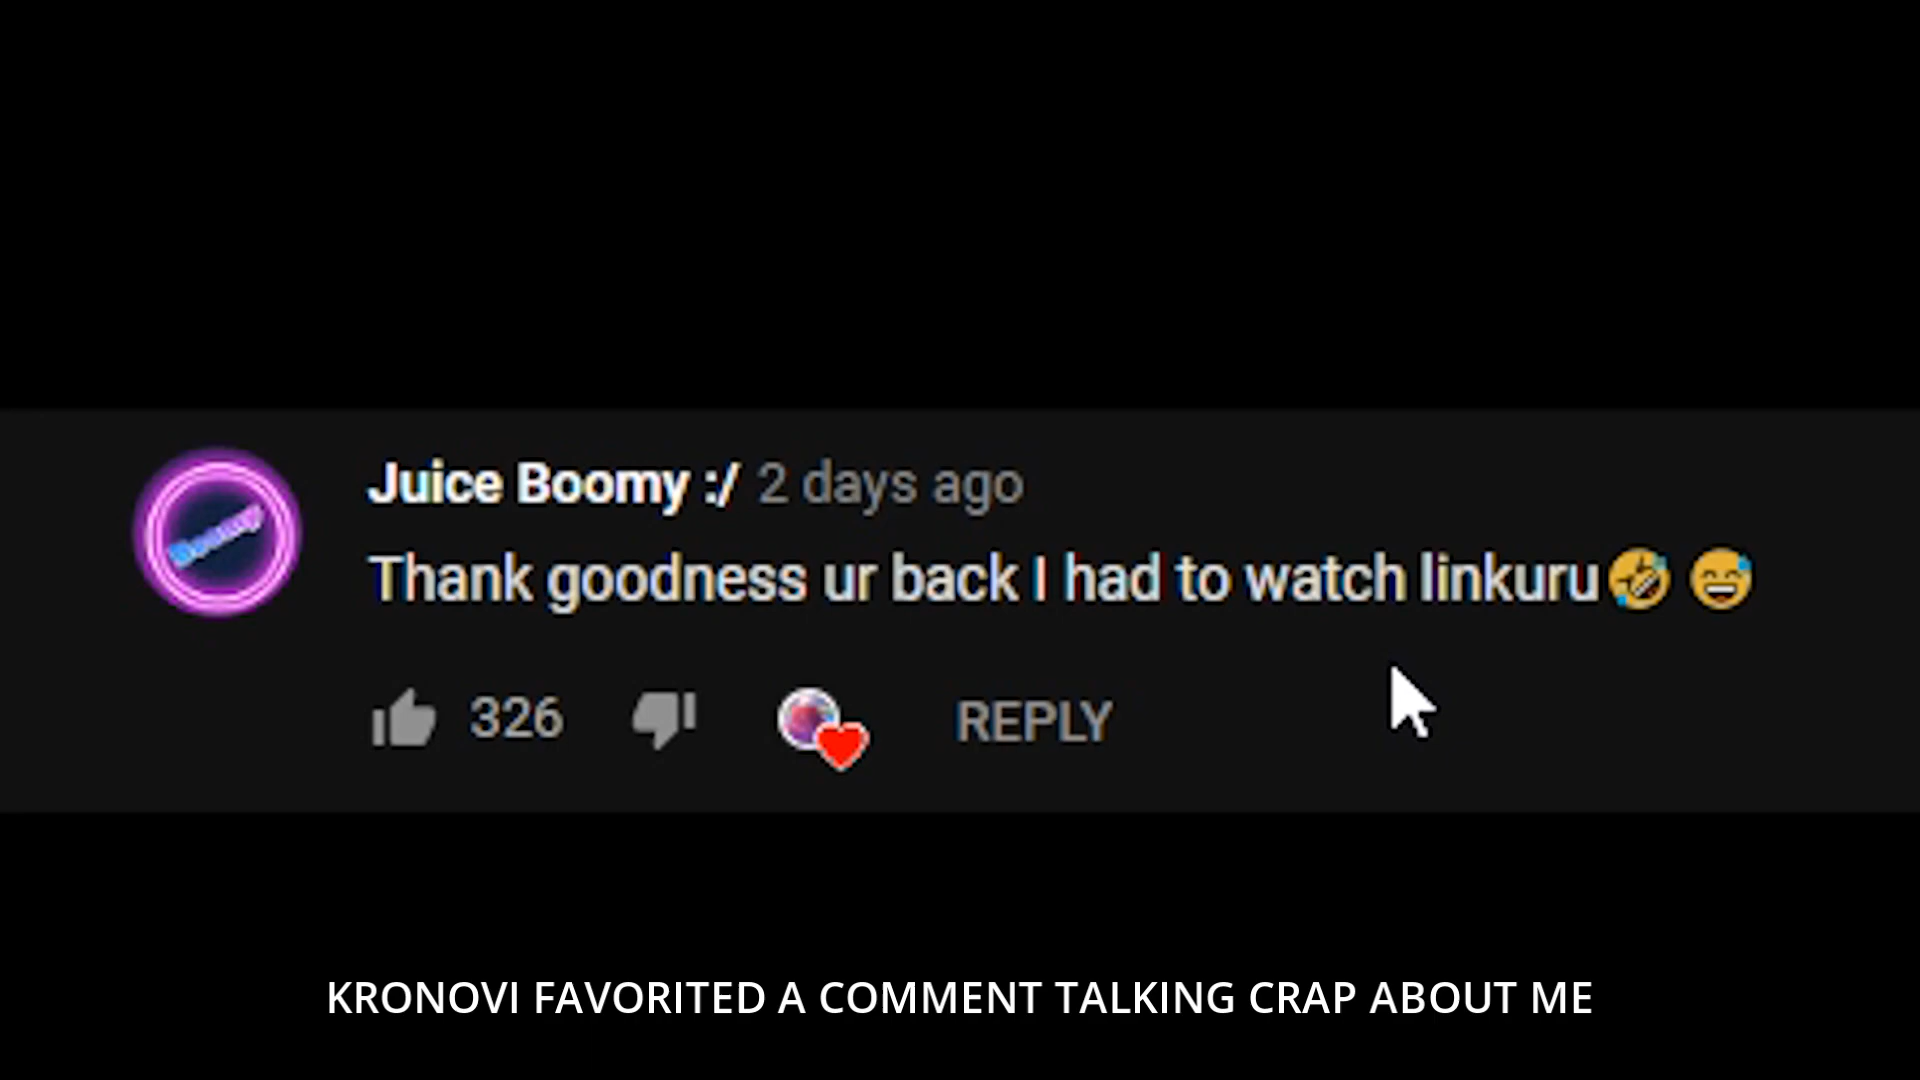 Boomy
Juice Boomy :/ 2 days ago
Thank goodness ur back I had to watch linkuru🤣 😅
326 REPLY
KRONOVI FAVORITED A COMMENT TALKING CRAP ABOUT ME